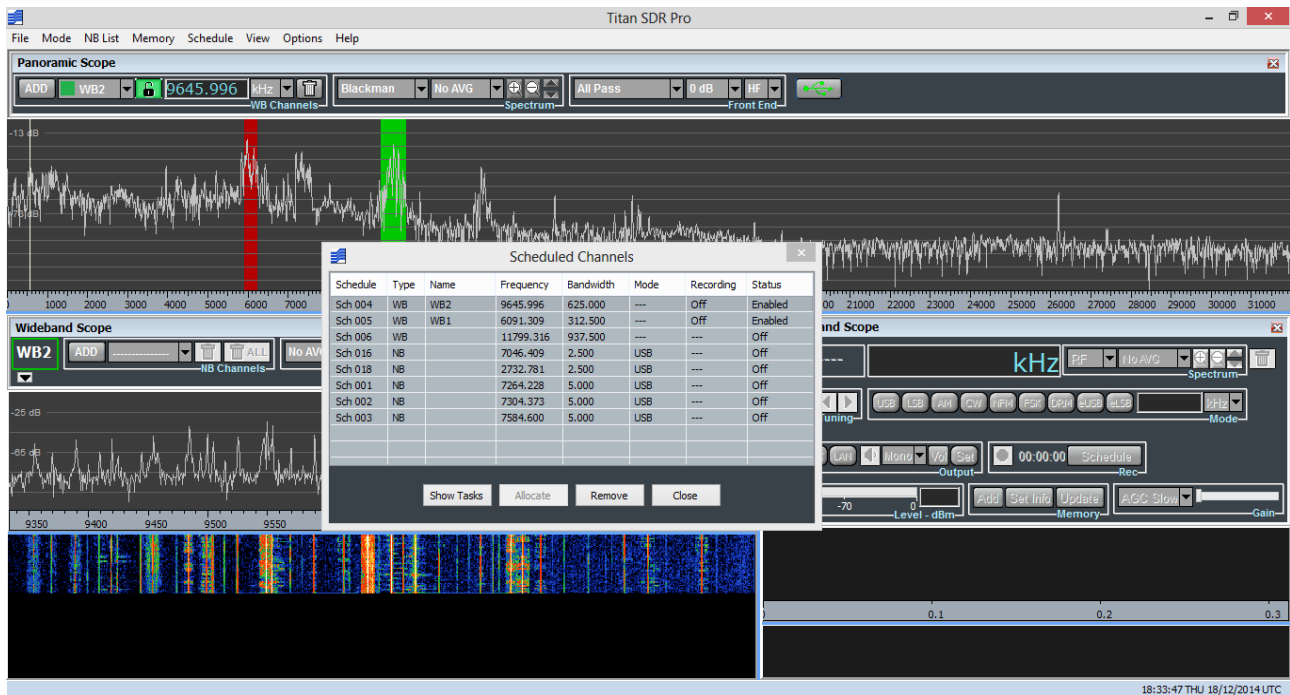 Titan SDR Pro
File Mode NB List Memory Schedule View Options Help
Panoramic Scope
ADD WB2 9645.996 kHz WB Channels Blackman No AVG Spectrum All Pass 0 dB HF Front End
-13 dB
-78 dB
1000 2000 3000 4000 5000 6000 7000
00 21000 22000 23000 24000 25000 26000 27000 28000 29000 30000 31000
Scheduled Channels
Schedule Type Name Frequency Bandwidth Mode Recording Status
Sch 004 WB WB2 9645.996 625.000 --- Off Enabled
Sch 005 WB WB1 6091.309 312.500 --- Off Enabled
Sch 006 WB 11799.316 937.500 --- --- Off
Sch 016 NB 7046.409 2.500 USB --- Off
Sch 018 NB 2732.781 2.500 USB --- Off
Sch 001 NB 7264.228 5.000 USB --- Off
Sch 002 NB 7304.373 5.000 USB --- Off
Sch 003 NB 7584.600 5.000 USB --- Off
Show Tasks Allocate Remove Close
Wideband Scope
WB2 ADD --------------- ALL No AV
NB Channels
-25 dB
-65 dB
9350 9400 9450 9500 9550
and Scope
---- kHz RF No AVG Spectrum
uning USB LSB AM CW NFM FSK DRM eUSB eLSB kHz Mode
LAN Mono Vol Set Output 00:00:00 Schedule Rec
-70 0 Level - dBm Add Set Info Update Memory AGC Slow Gain
0.1 0.2 0.3
18:33:47 THU 18/12/2014 UTC